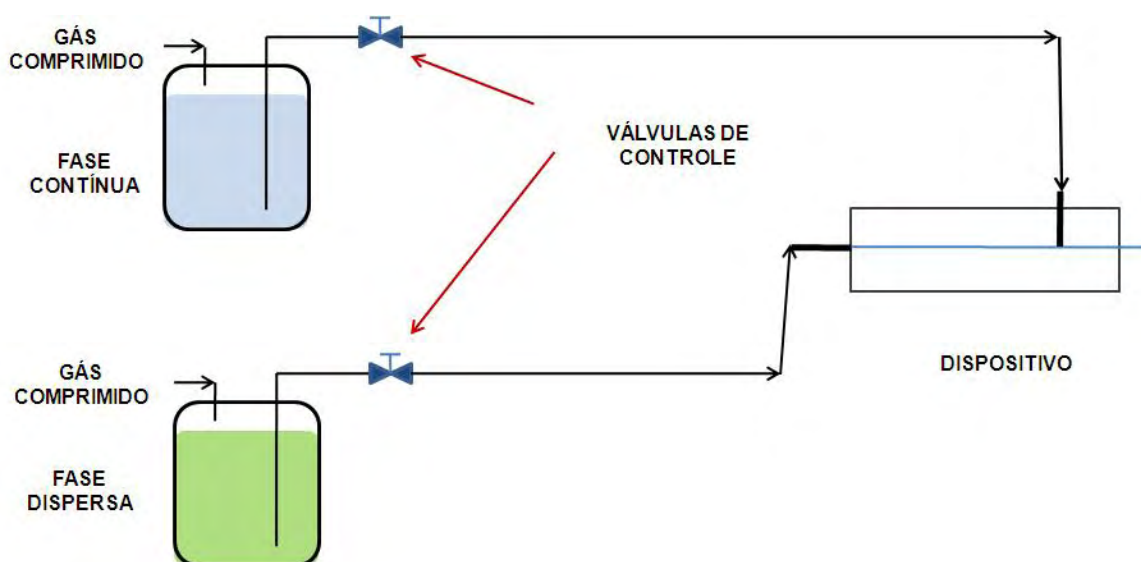 GÁS
COMPRIMIDO
FASE
CONTÍNUA
VÁLVULAS DE
CONTROLE
DISPOSITIVO
GÁS
COMPRIMIDO
FASE
DISPERSA